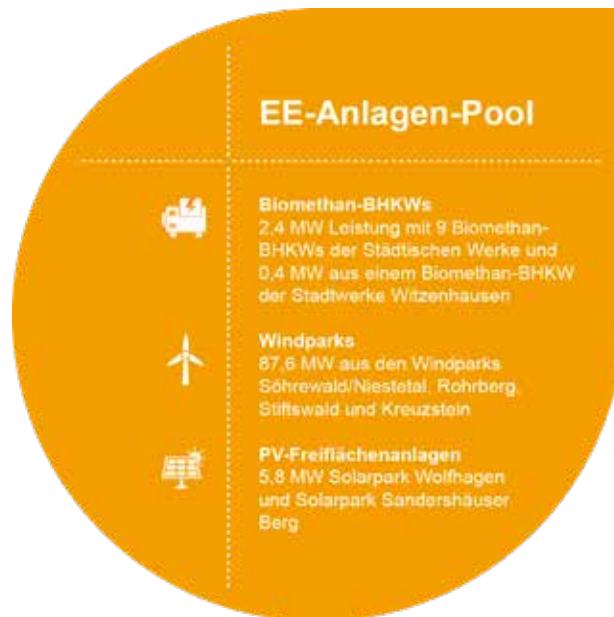 EE-Anlagen-Pool
Biomethan-BHKWs
2,4 MW Leistung mit 9 Biomethan-
BHKWs der Städtischen Werke und
0,4 MW aus einem Biomethan-BHKW
der Stadtwerke Witzenhausen
Windparks
87,6 MW aus den Windparks
Söhrewald/Niestetal, Rohrberg,
Stiftswald und Kreuzstein
PV-Freiflächenanlagen
5,8 MW Solarpark Wolfhagen
und Solarpark Sandershäuser
Berg